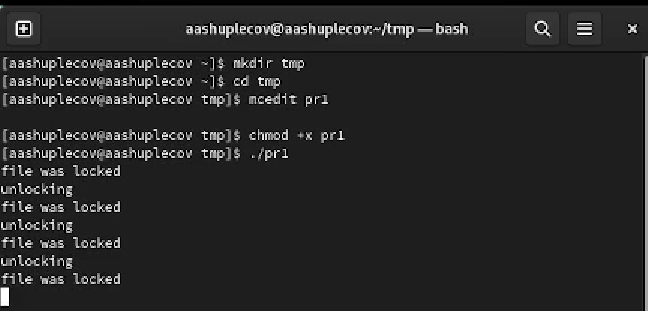 aashuplecov@aashuplecov:~/tmp — bash
[aashuplecov@aashuplecov ~]$ mkdir tmp
[aashuplecov@aashuplecov ~]$ cd tmp
[aashuplecov@aashuplecov tmp]$ mcedit pr1
[aashuplecov@aashuplecov tmp]$ chmod +x pr1
[aashuplecov@aashuplecov tmp]$ ./pr1
file was locked
unlocking
file was locked
unlocking
file was locked
unlocking
file was locked